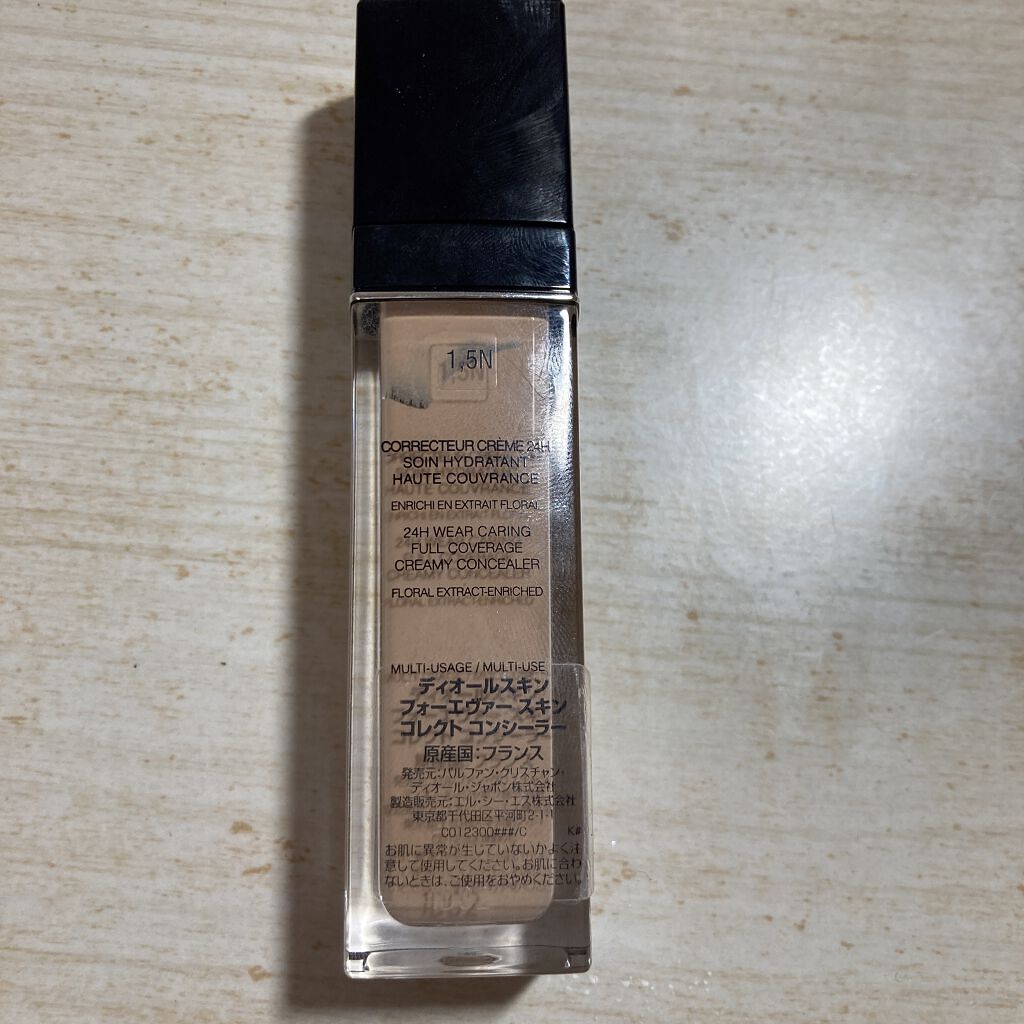 1,5N
CORRECTEUR CRÈME 24H
SOIN HYDRATANT
HAUTE COUVRANCE
ENRICHI EN EXTRAIT FLORAL
24H WEAR CARING
FULL COVERAGE
CREAMY CONCEALER
FLORAL EXTRACT-ENRICHED
MULTI-USAGE / MULTI-USE
ディオールスキン
フォーエヴァー スキン
コレクト コンシーラー
原産国:フランス
発売元:パルファン・クリスチャン・
ディオール・ジャポン株式会社
製造販売元:エル・シー・エス株式会社
東京都千代田区平河町2-1-1
C012300###/C K#
お肌に異常が生じていないかよく注
意して使用してください。お肌に合わ
ないときは、ご使用をおやめください。